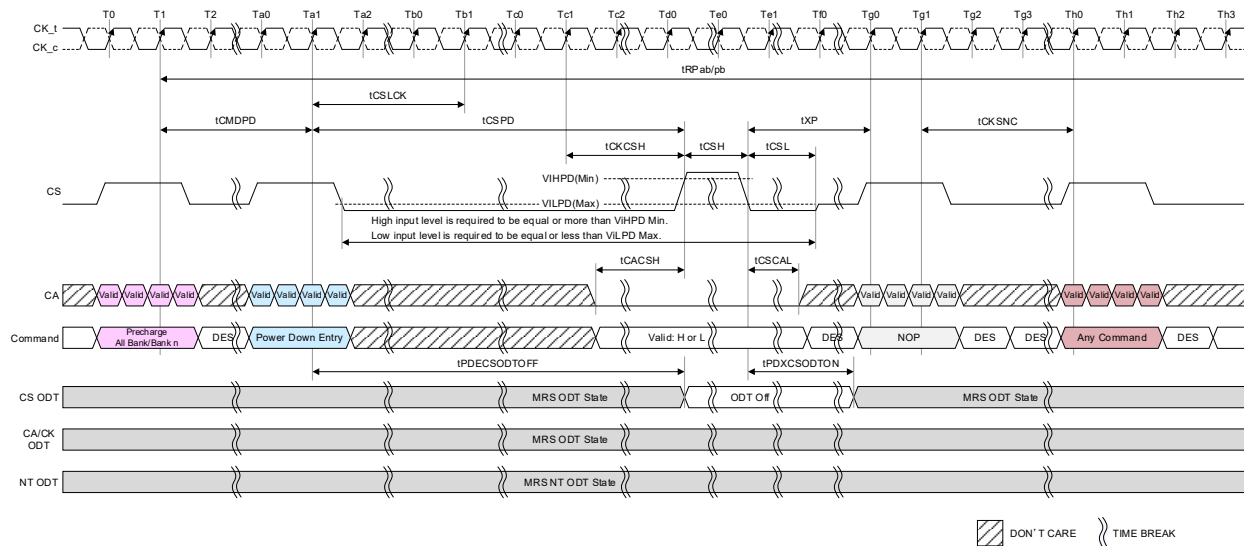 T0 T1 T2 Ta0 Ta1 Ta2 Tb0 Tb1 Tc0 Tc1 Tc2 Td0 Te0 Te1 Tf0 Tg0 Tg1 Tg2 Tg3 Th0 Th1 Th2 Th3
CK_t
CK_c
tRPab/pb
tCSLCK
tCMDPD tCSPD tXP tCKSNC
tCKCSH tCSH tCSL
VIHPD(Min)
CS
VILPD(Max)
High input level is required to be equal or more than ViHPD Min.
Low input level is required to be equal or less than ViLPD Max.
tCACSH tCSCAL
CA Valid Valid Valid Valid Valid Valid Valid Valid Valid Valid Valid Valid Valid Valid Valid Valid
Command Precharge All Bank/Bank n DES Power Down Entry Valid: H or L DES NOP DES DES Any Command DES
tPDECSODTOFF tPDXCSODTON
CS ODT MRS ODT State ODT Off MRS ODT State
CA/CK
ODT MRS ODT State
NT ODT MRS NT ODT State
DON'T CARE TIME BREAK